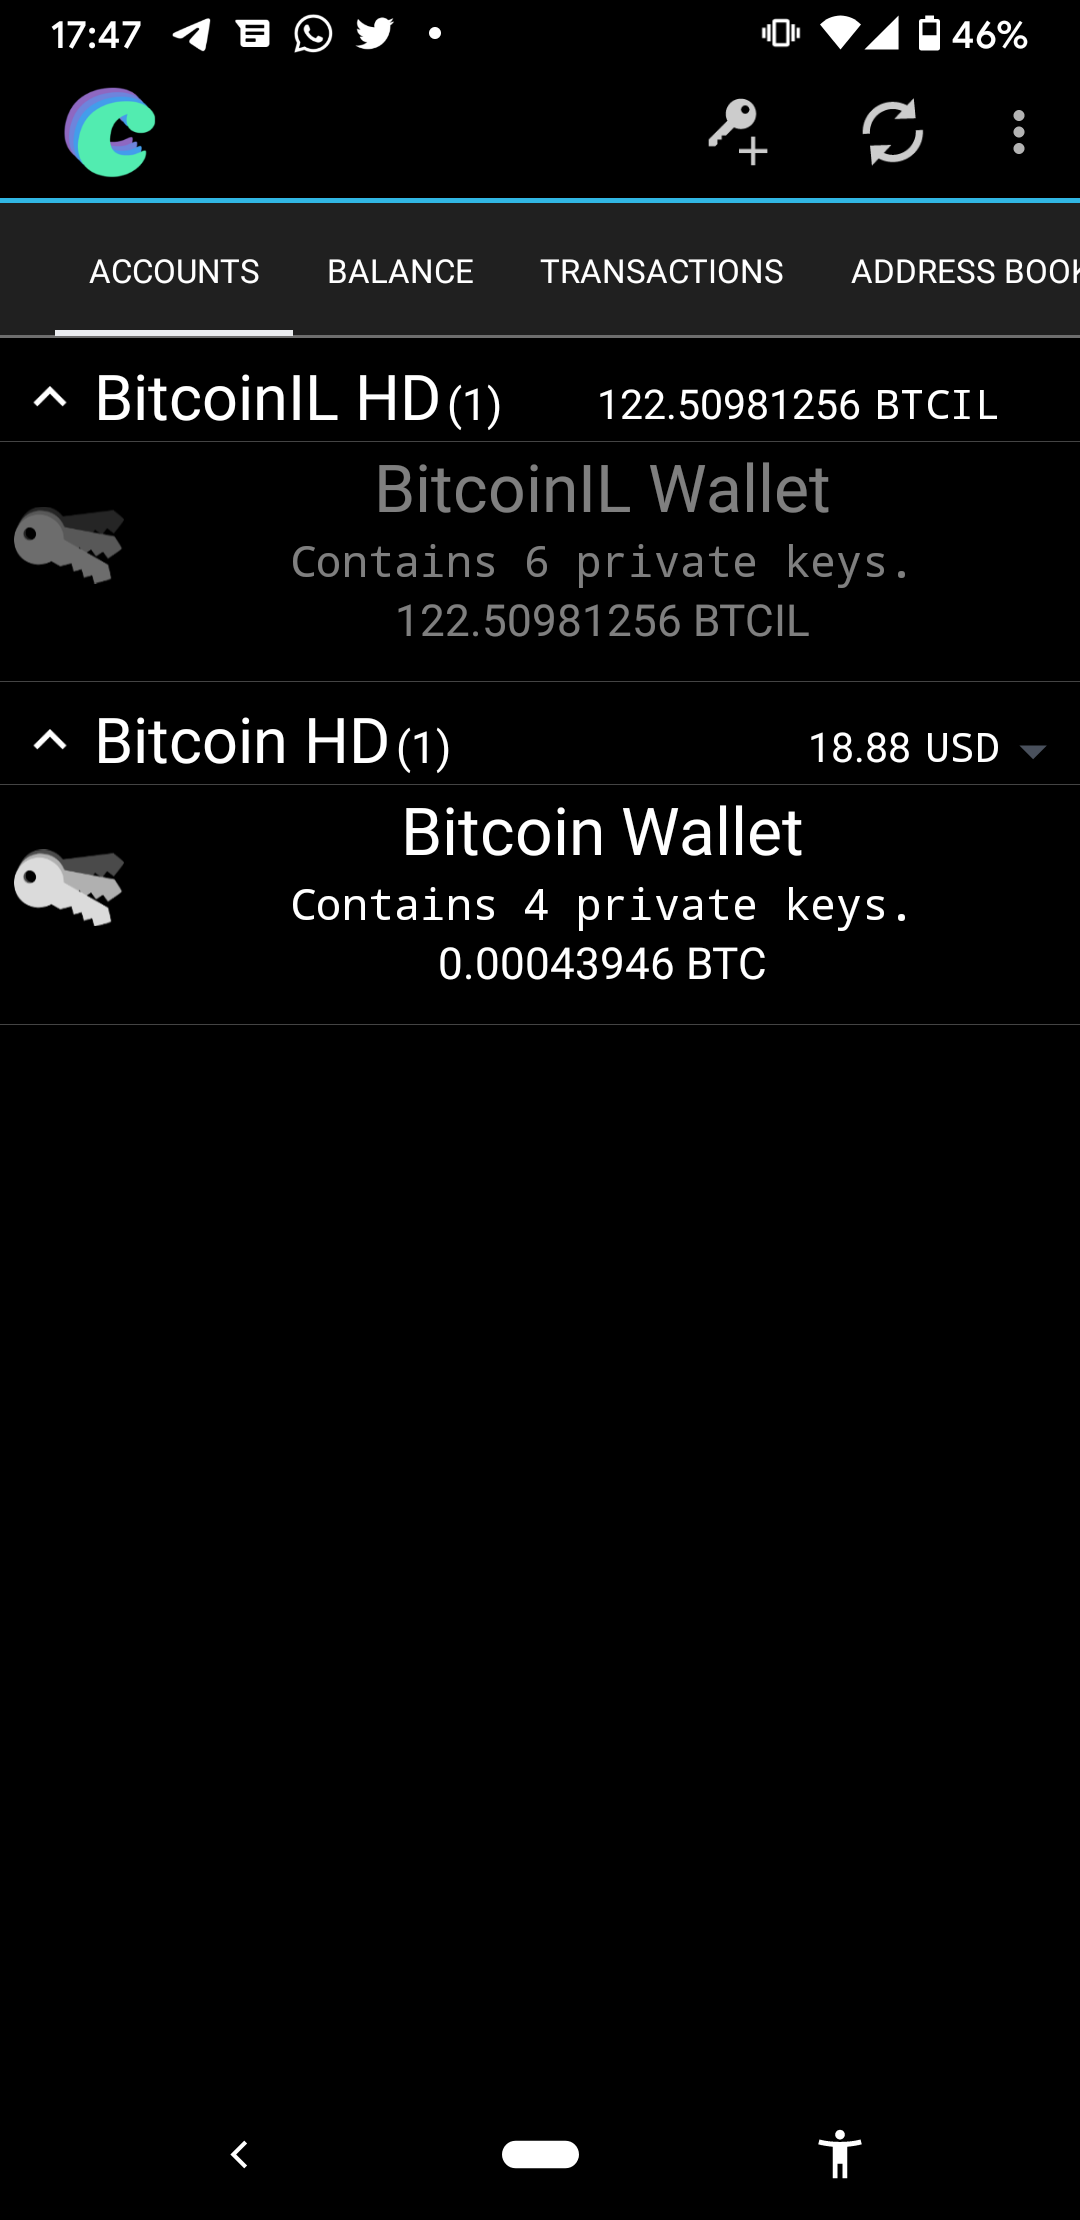 17:47 46%
ACCOUNTS BALANCE TRANSACTIONS ADDRESS BOOK
BitcoinIL HD(1) 122.50981256 BTCIL
BitcoinIL Wallet
Contains 6 private keys.
122.50981256 BTCIL
Bitcoin HD(1) 18.88 USD
Bitcoin Wallet
Contains 4 private keys.
0.00043946 BTC